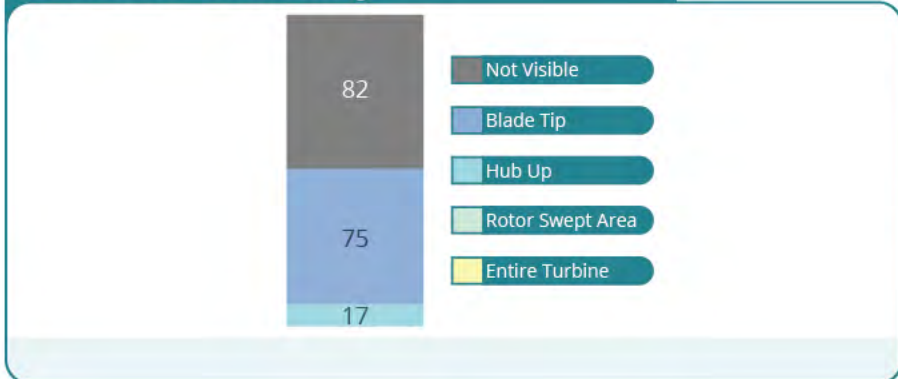 82
Not Visible
Blade Tip
Hub Up
75
Rotor Swept Area
Entire Turbine
17